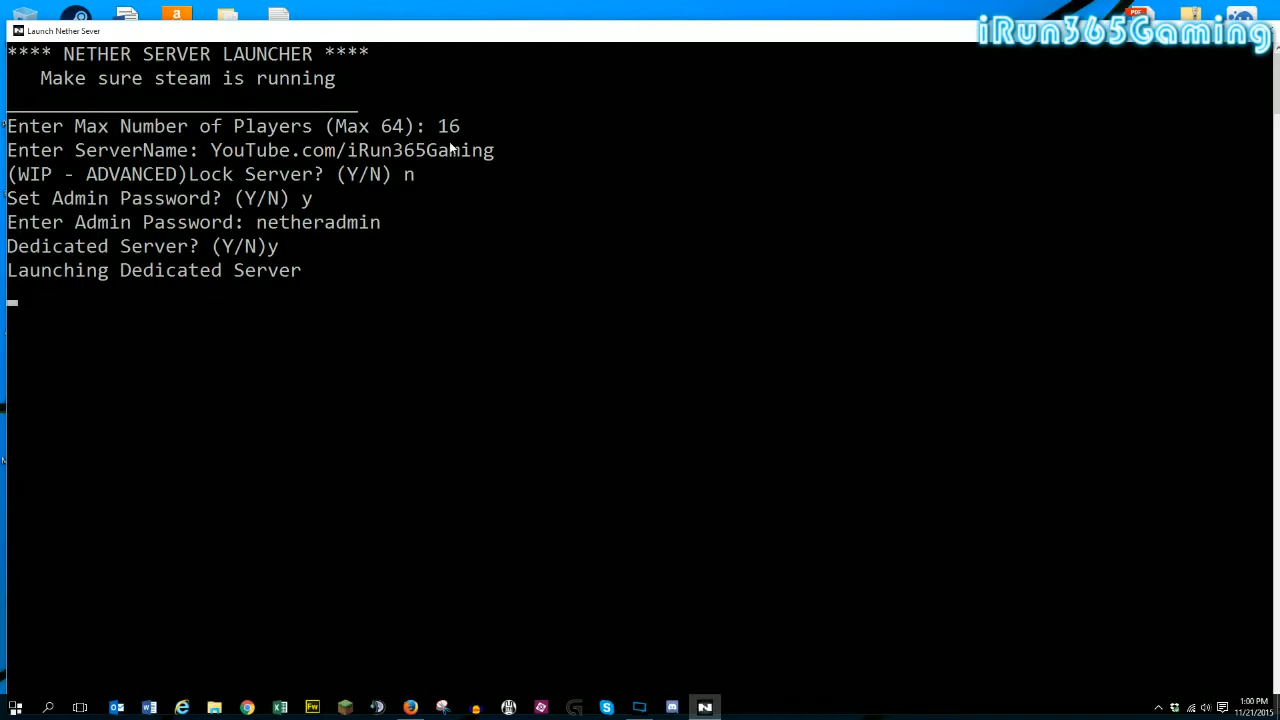 iRun365Gaming
Launch Nether Sever
**** NETHER SERVER LAUNCHER ****
Make sure steam is running
Enter Max Number of Players (Max 64): 16
Enter ServerName: YouTube.com/iRun365Gaming
(WIP - ADVANCED)Lock Server? (Y/N) n
Set Admin Password? (Y/N) y
Enter Admin Password: netheradmin
Dedicated Server? (Y/N)y
Launching Dedicated Server
1:00 PM
11/21/2015